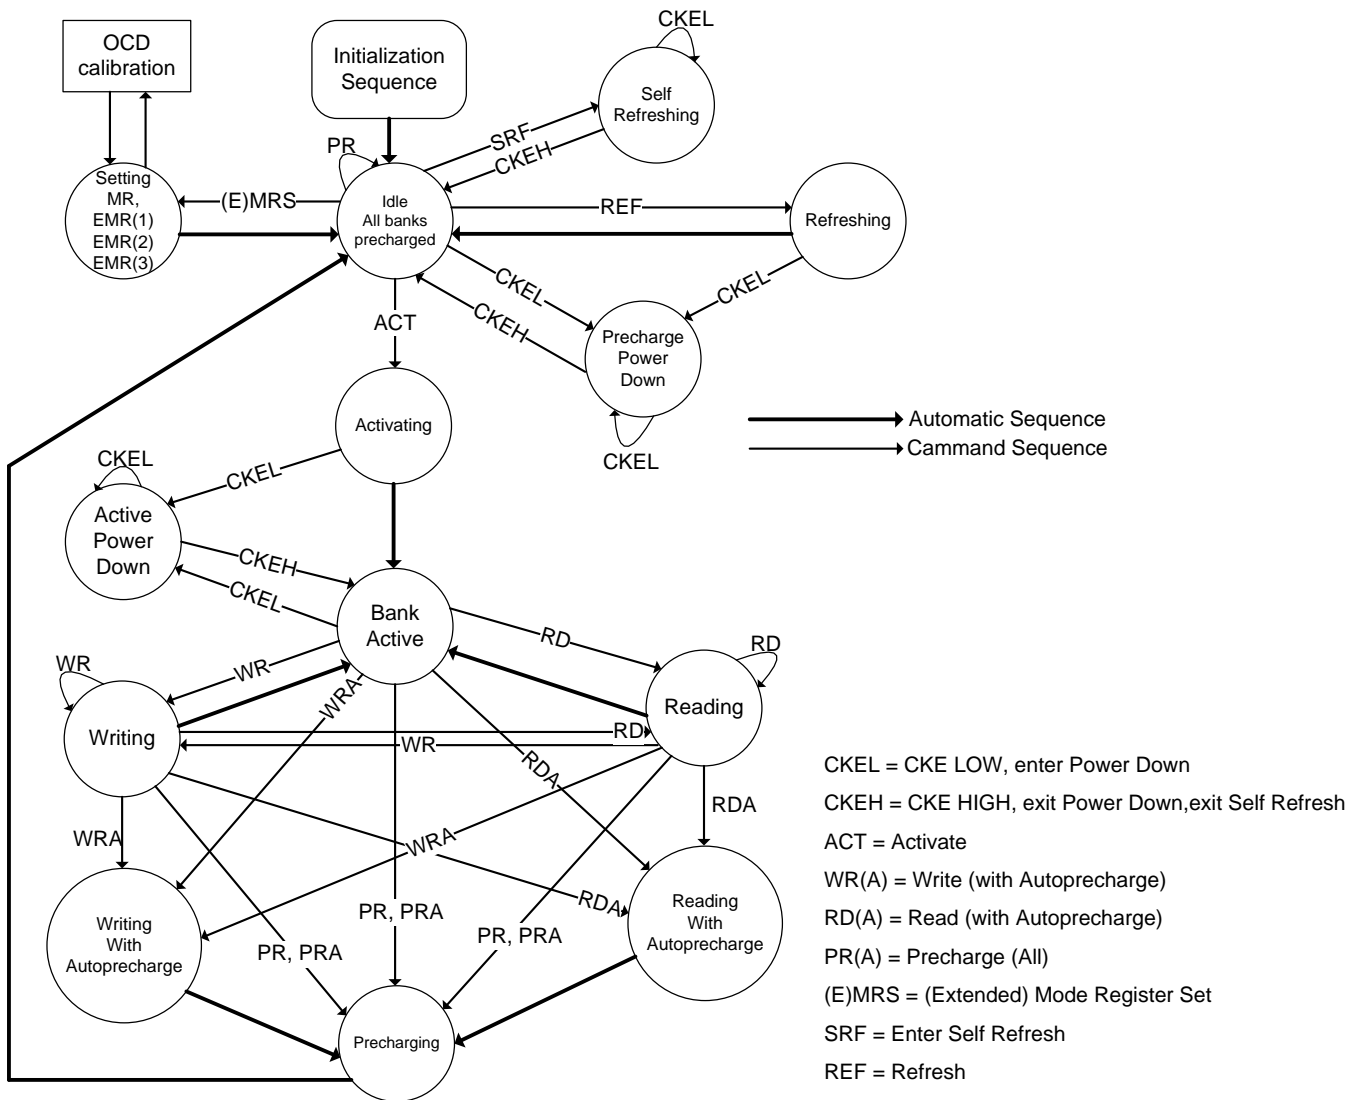 OCD
calibration
Initialization
Sequence
CKEL
Self
Refreshing
PR
SRF
CKEH
Setting
MR,
EMR(1)
EMR(2)
EMR(3)
(E)MRS
Idle
All banks
precharged
REF
Refreshing
CKEL
CKEH
CKEL
ACT
Precharge
Power
Down
CKEL
Activating
Automatic Sequence
Cammand Sequence
CKEL
CKEL
Active
Power
Down
CKEH
CKEL
Bank
Active
RD
RD
WR
WR
WRA
Reading
Writing
RD
WR
RDA
RDA
WRA
WRA
RDA
PR, PRA
PR, PRA
PR, PRA
Writing
With
Autoprecharge
Reading
With
Autoprecharge
Precharging
CKEL = CKE LOW, enter Power Down
CKEH = CKE HIGH, exit Power Down,exit Self Refresh
ACT = Activate
WR(A) = Write (with Autoprecharge)
RD(A) = Read (with Autoprecharge)
PR(A) = Precharge (All)
(E)MRS = (Extended) Mode Register Set
SRF = Enter Self Refresh
REF = Refresh